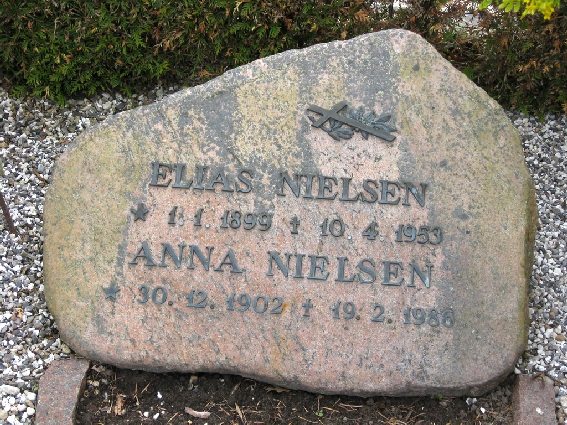 ELIAS NIELSEN
★ 1. 1. 1899 ✝ 10. 4. 1953
ANNA NIELSEN
★ 30. 12. 1902 ✝ 19. 2. 1986